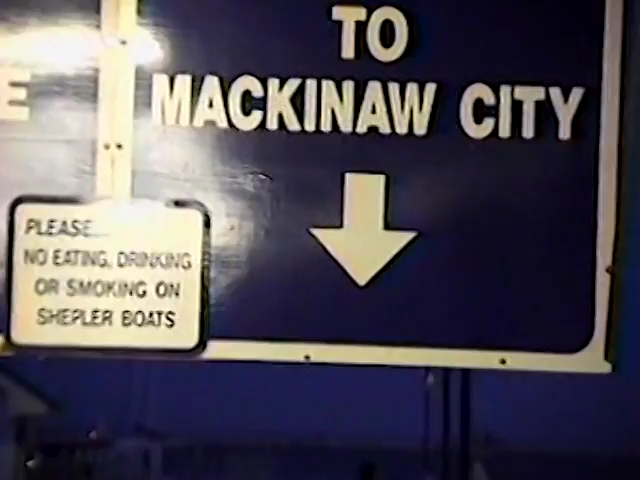 TO
MACKINAW CITY
E
PLEASE...
NO EATING, DRINKING
OR SMOKING ON
SHEPLER BOATS